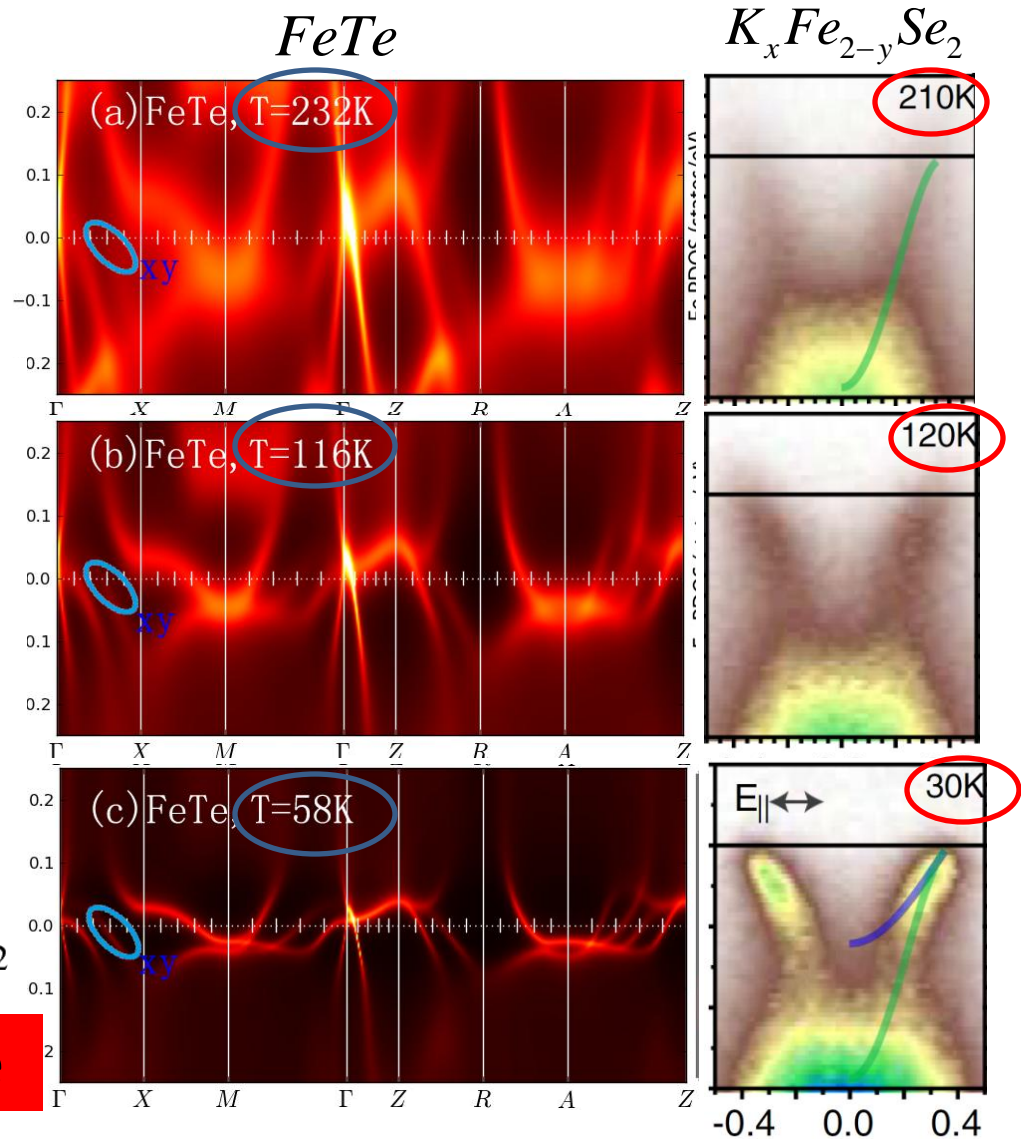 FeTe
KxFe2-ySe2
(a)FeTe, T=232K
0.2
0.1
0.0
−0.1
0.2
xy
Γ X M Γ Z R A Z
210K
(b)FeTe, T=116K
0.2
0.1
0.0
0.1
0.2
xy
Γ X M Γ Z R A Z
120K
(c)FeTe, T=58K
0.2
0.1
0.0
0.1
2
xy
Γ X M Γ Z R A Z
2
E||
30K
-0.4 0.0 0.4